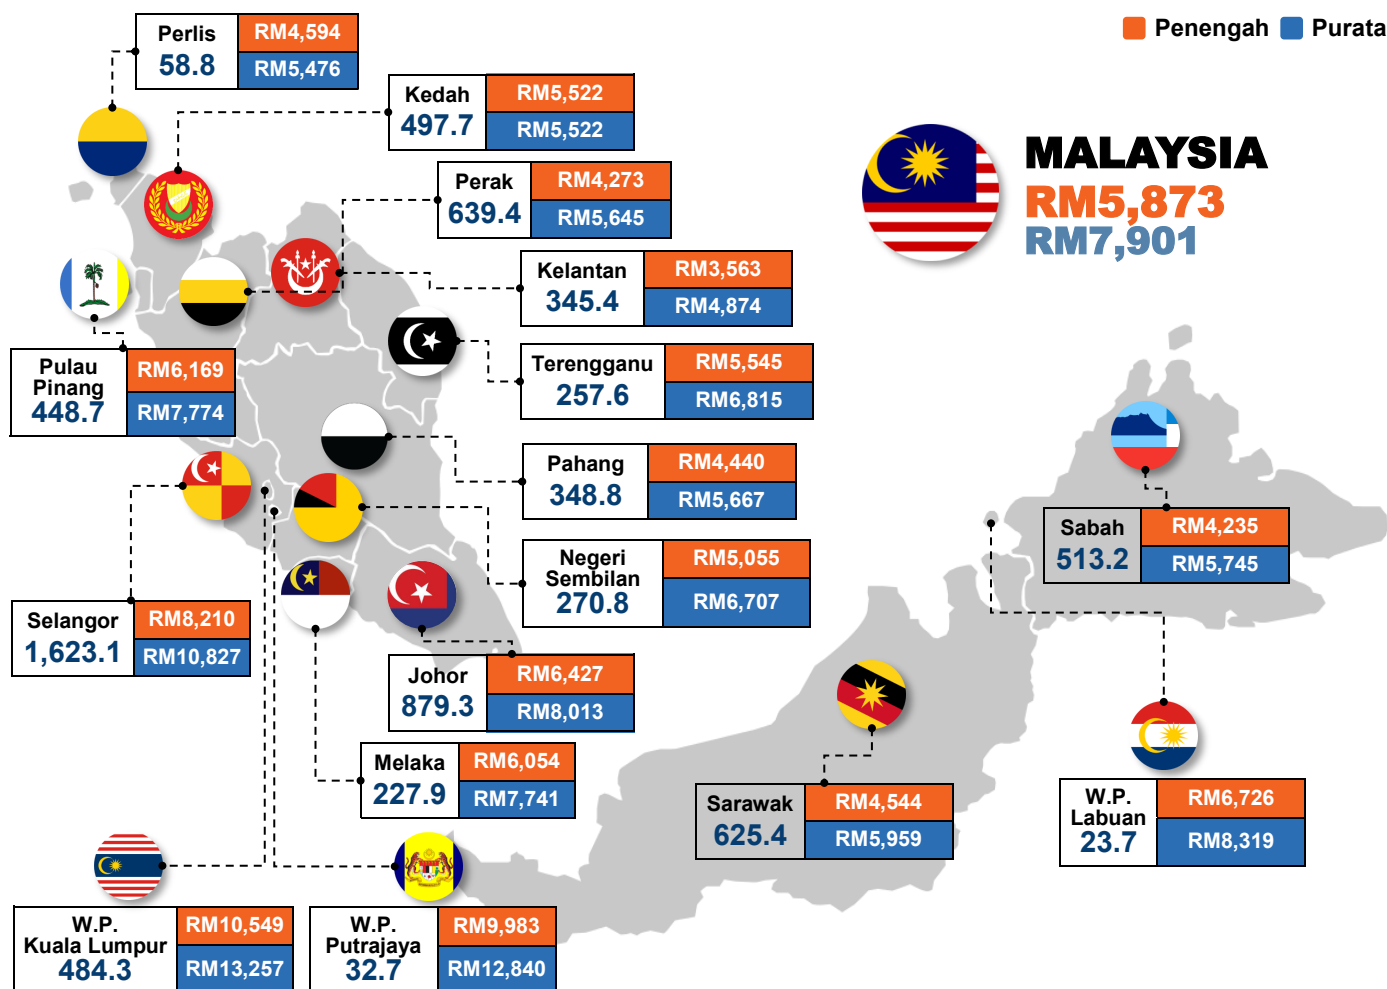 Penengah
Purata
MALAYSIA
RM5,873
RM7,901
Perlis
58.8
RM4,594
RM5,476
Kedah
497.7
RM5,522
RM5,522
Perak
639.4
RM4,273
RM5,645
Kelantan
345.4
RM3,563
RM4,874
Pulau
Pinang
448.7
RM6,169
RM7,774
Terengganu
257.6
RM5,545
RM6,815
Pahang
348.8
RM4,440
RM5,667
Negeri
Sembilan
270.8
RM5,055
RM6,707
Sabah
513.2
RM4,235
RM5,745
Selangor
1,623.1
RM8,210
RM10,827
Johor
879.3
RM6,427
RM8,013
Melaka
227.9
RM6,054
RM7,741
Sarawak
625.4
RM4,544
RM5,959
W.P.
Labuan
23.7
RM6,726
RM8,319
W.P.
Kuala Lumpur
484.3
RM10,549
RM13,257
W.P.
Putrajaya
32.7
RM9,983
RM12,840